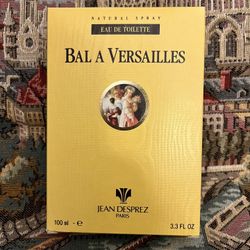 NATURAL SPRAY
EAU DE TOILETTE
BAL A VERSAILLES
JEAN DESPREZ
PARIS
100 ml - e 3.3 FL OZ